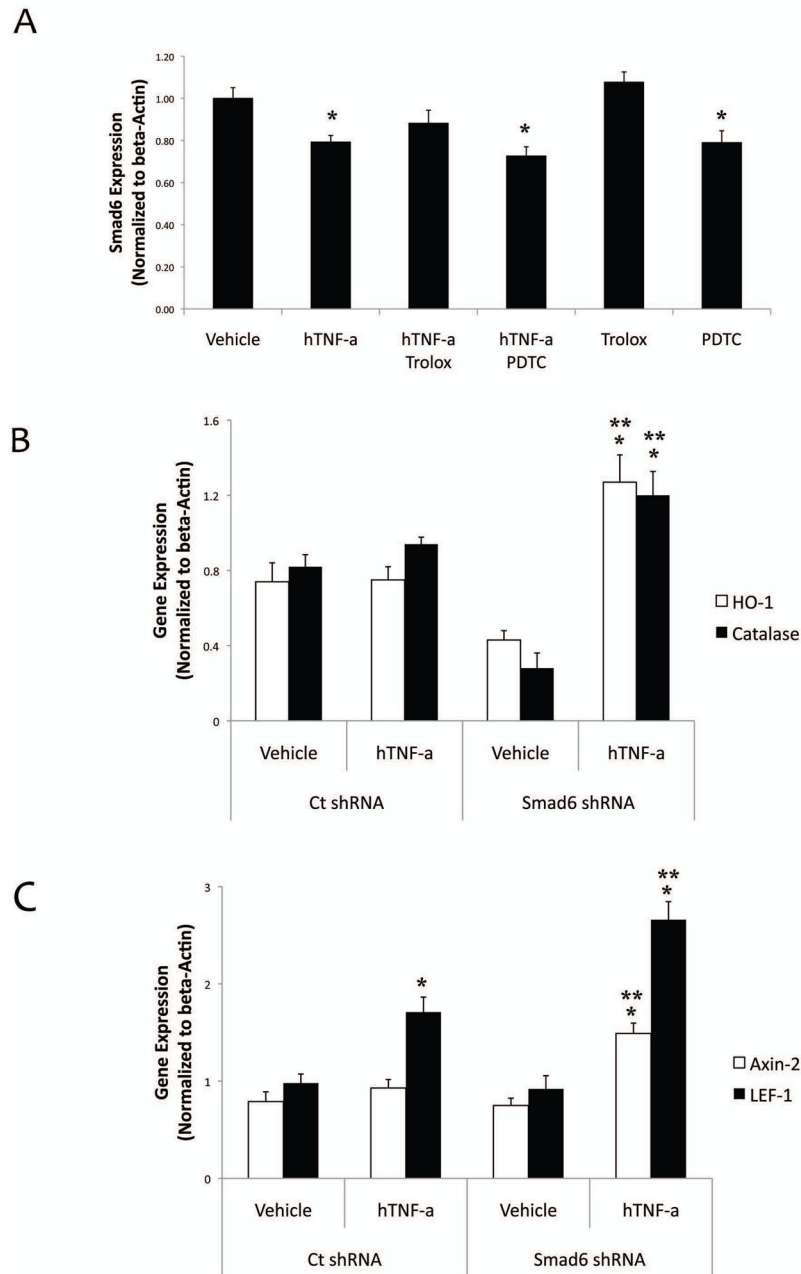 A
Smad6 Expression
(Normalized to beta-Actin)
1.20
1.00
0.80
0.60
0.40
0.20
0.00
*
*
*
Vehicle
hTNF-a
hTNF-a
Trolox
hTNF-a
PDTC
Trolox
PDTC
B
Gene Expression
(Normalized to beta-Actin)
1.6
1.2
0.8
0.4
0
**
*
**
*
HO-1
Catalase
Vehicle
hTNF-a
Vehicle
hTNF-a
Ct shRNA
Smad6 shRNA
C
Gene Expression
(Normalized to beta-Actin)
3
2
1
0
*
**
*
**
*
Axin-2
LEF-1
Vehicle
hTNF-a
Vehicle
hTNF-a
Ct shRNA
Smad6 shRNA